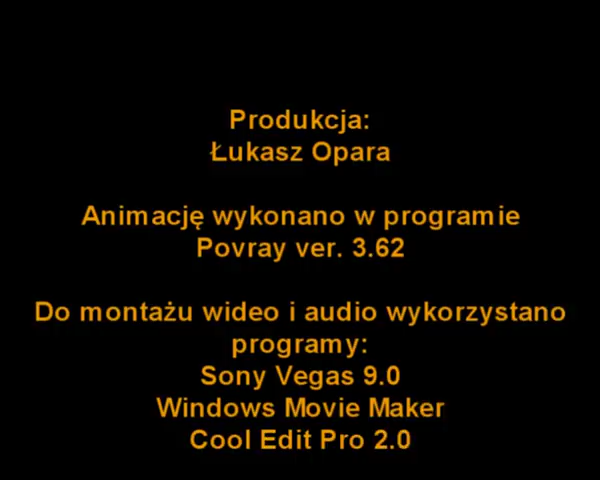 Produkcja:
Łukasz Opara
Animację wykonano w programie
Povray ver. 3.62
Do montażu wideo i audio wykorzystano
programy:
Sony Vegas 9.0
Windows Movie Maker
Cool Edit Pro 2.0